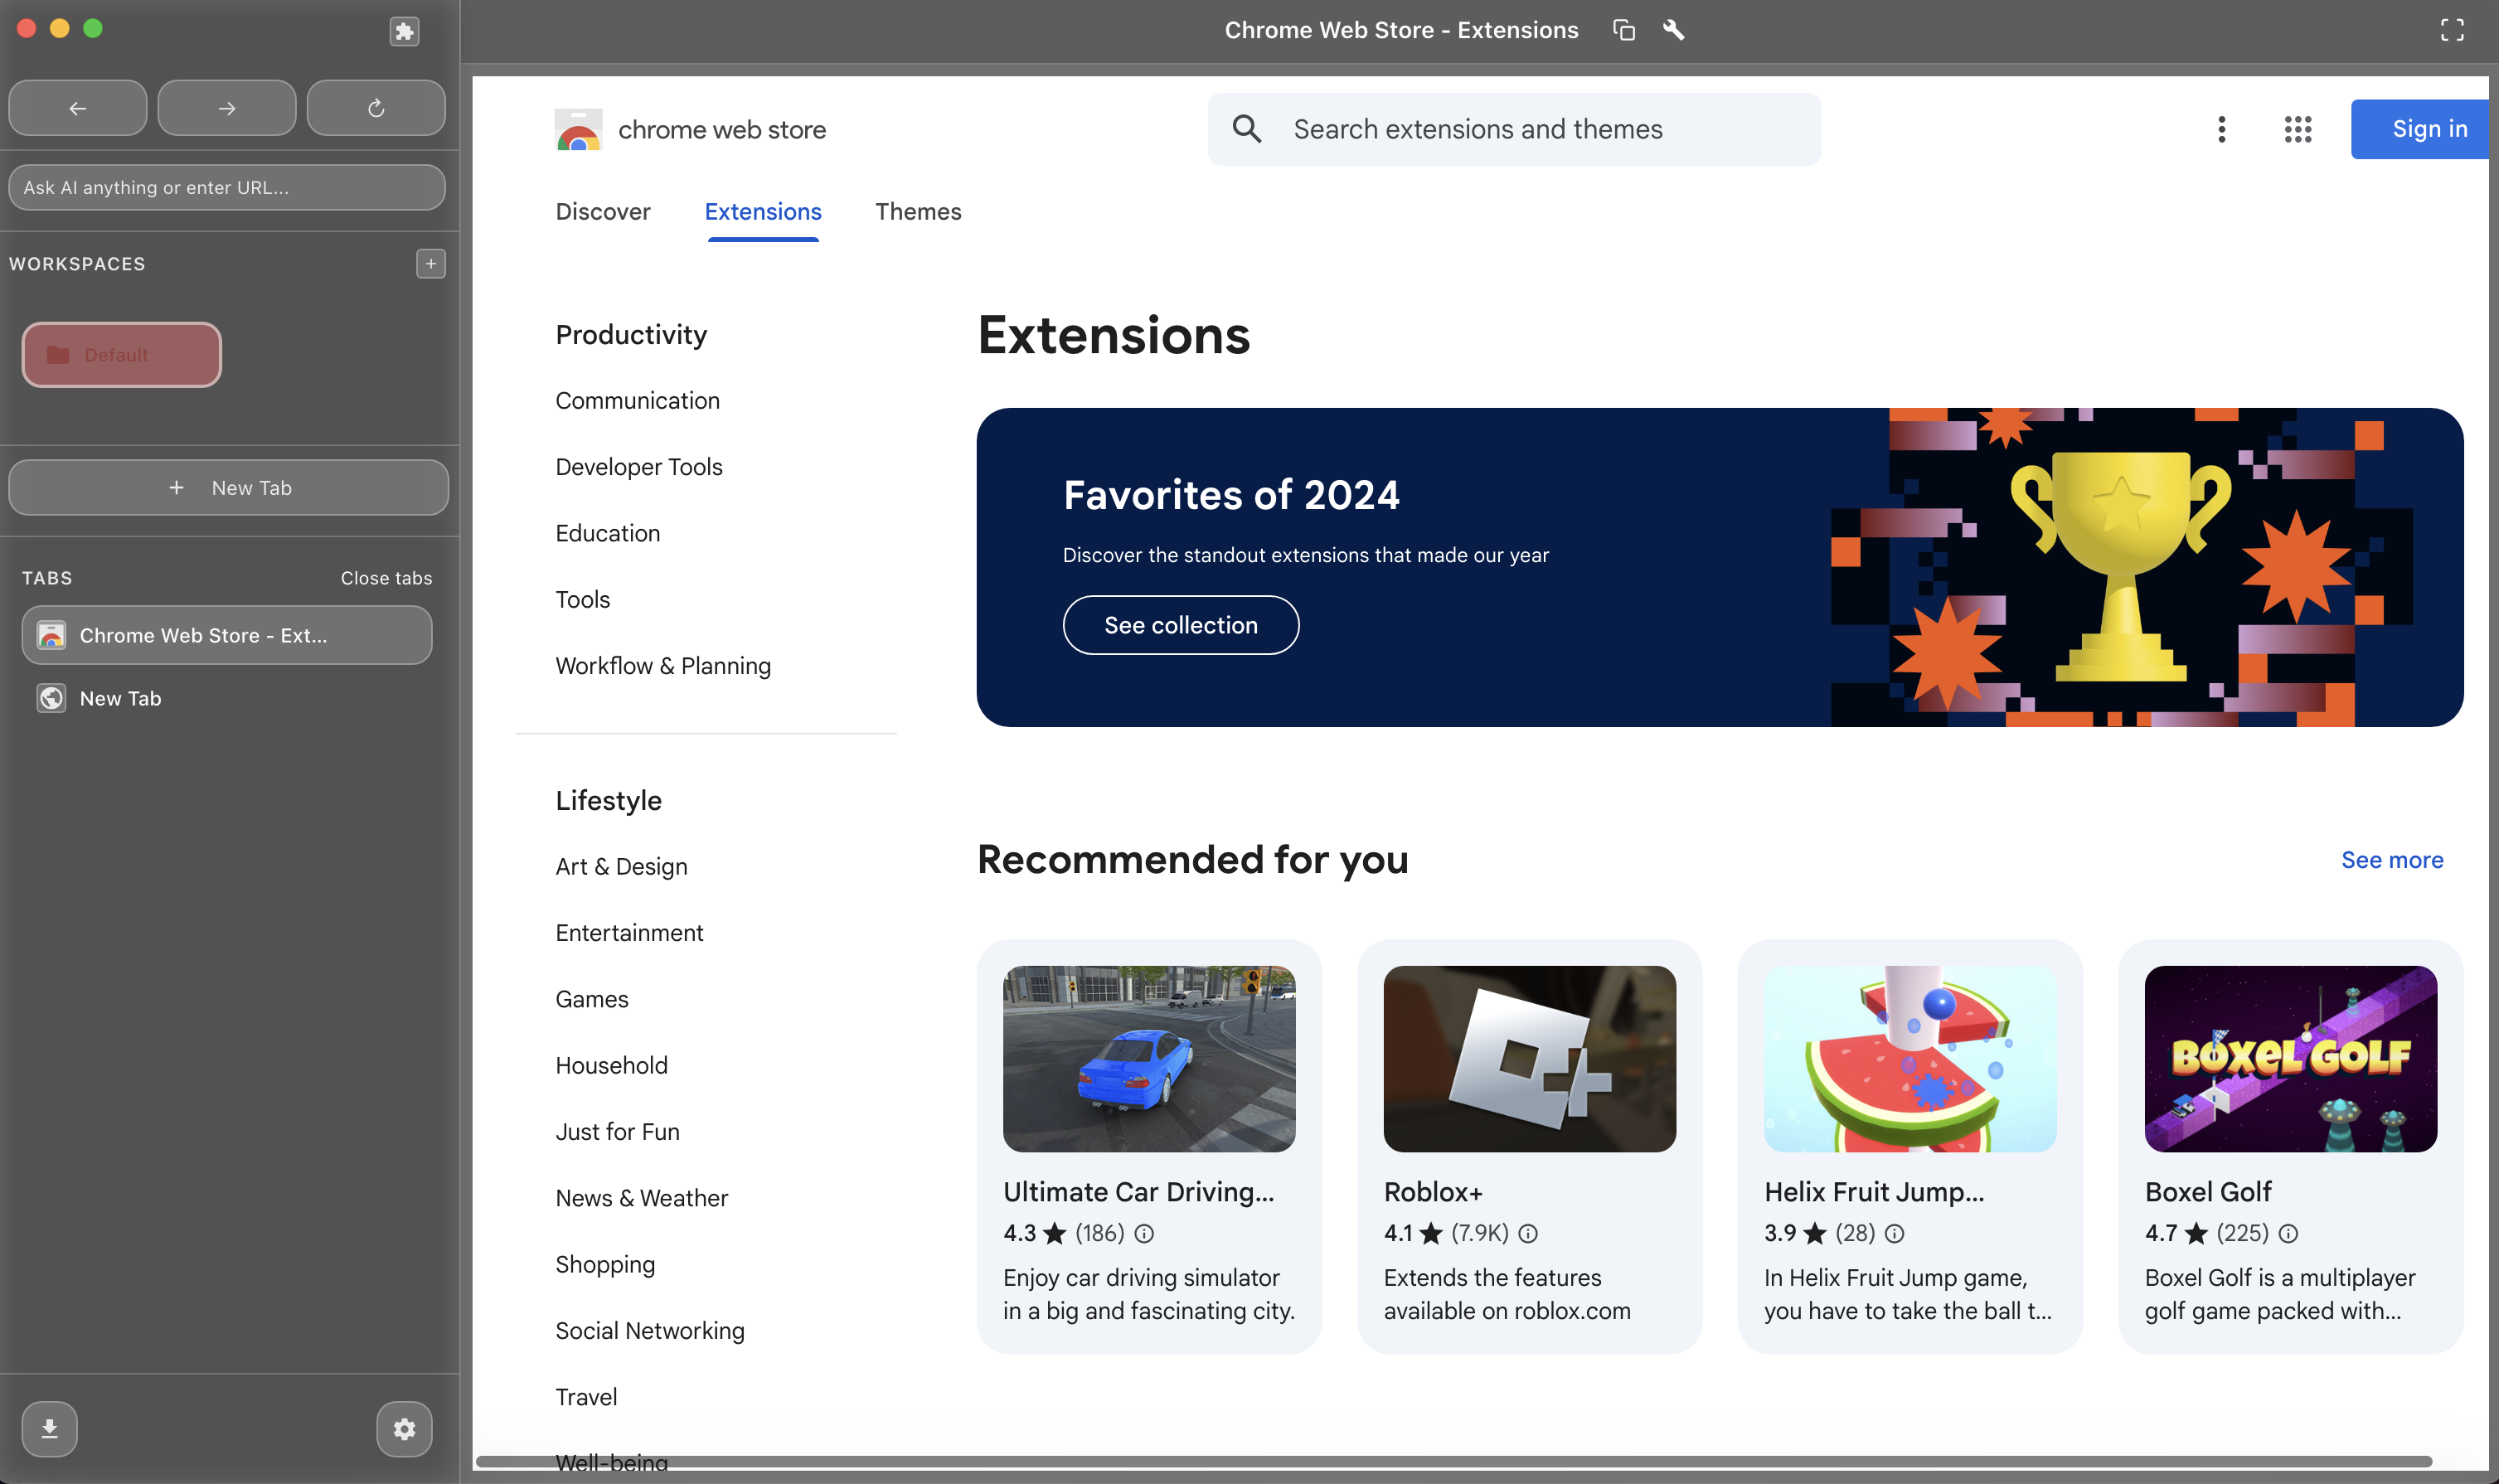 Chrome Web Store - Extensions
Ask AI anything or enter URL...
WORKSPACES
Default
New Tab
TABS
Close tabs
Chrome Web Store - Ext...
New Tab
chrome web store
Search extensions and themes
Sign in
Discover
Extensions
Themes
Productivity
Communication
Developer Tools
Education
Tools
Workflow & Planning
Lifestyle
Art & Design
Entertainment
Games
Household
Just for Fun
News & Weather
Shopping
Social Networking
Travel
Well-being
Extensions
Favorites of 2024
Discover the standout extensions that made our year
See collection
Recommended for you
See more
Ultimate Car Driving...
4.3 ★ (186)
Enjoy car driving simulator
in a big and fascinating city.
Roblox+
4.1 ★ (7.9K)
Extends the features
available on roblox.com
Helix Fruit Jump...
3.9 ★ (28)
In Helix Fruit Jump game,
you have to take the ball t...
BOXEL GOLF
Boxel Golf
4.7 ★ (225)
Boxel Golf is a multiplayer
golf game packed with...